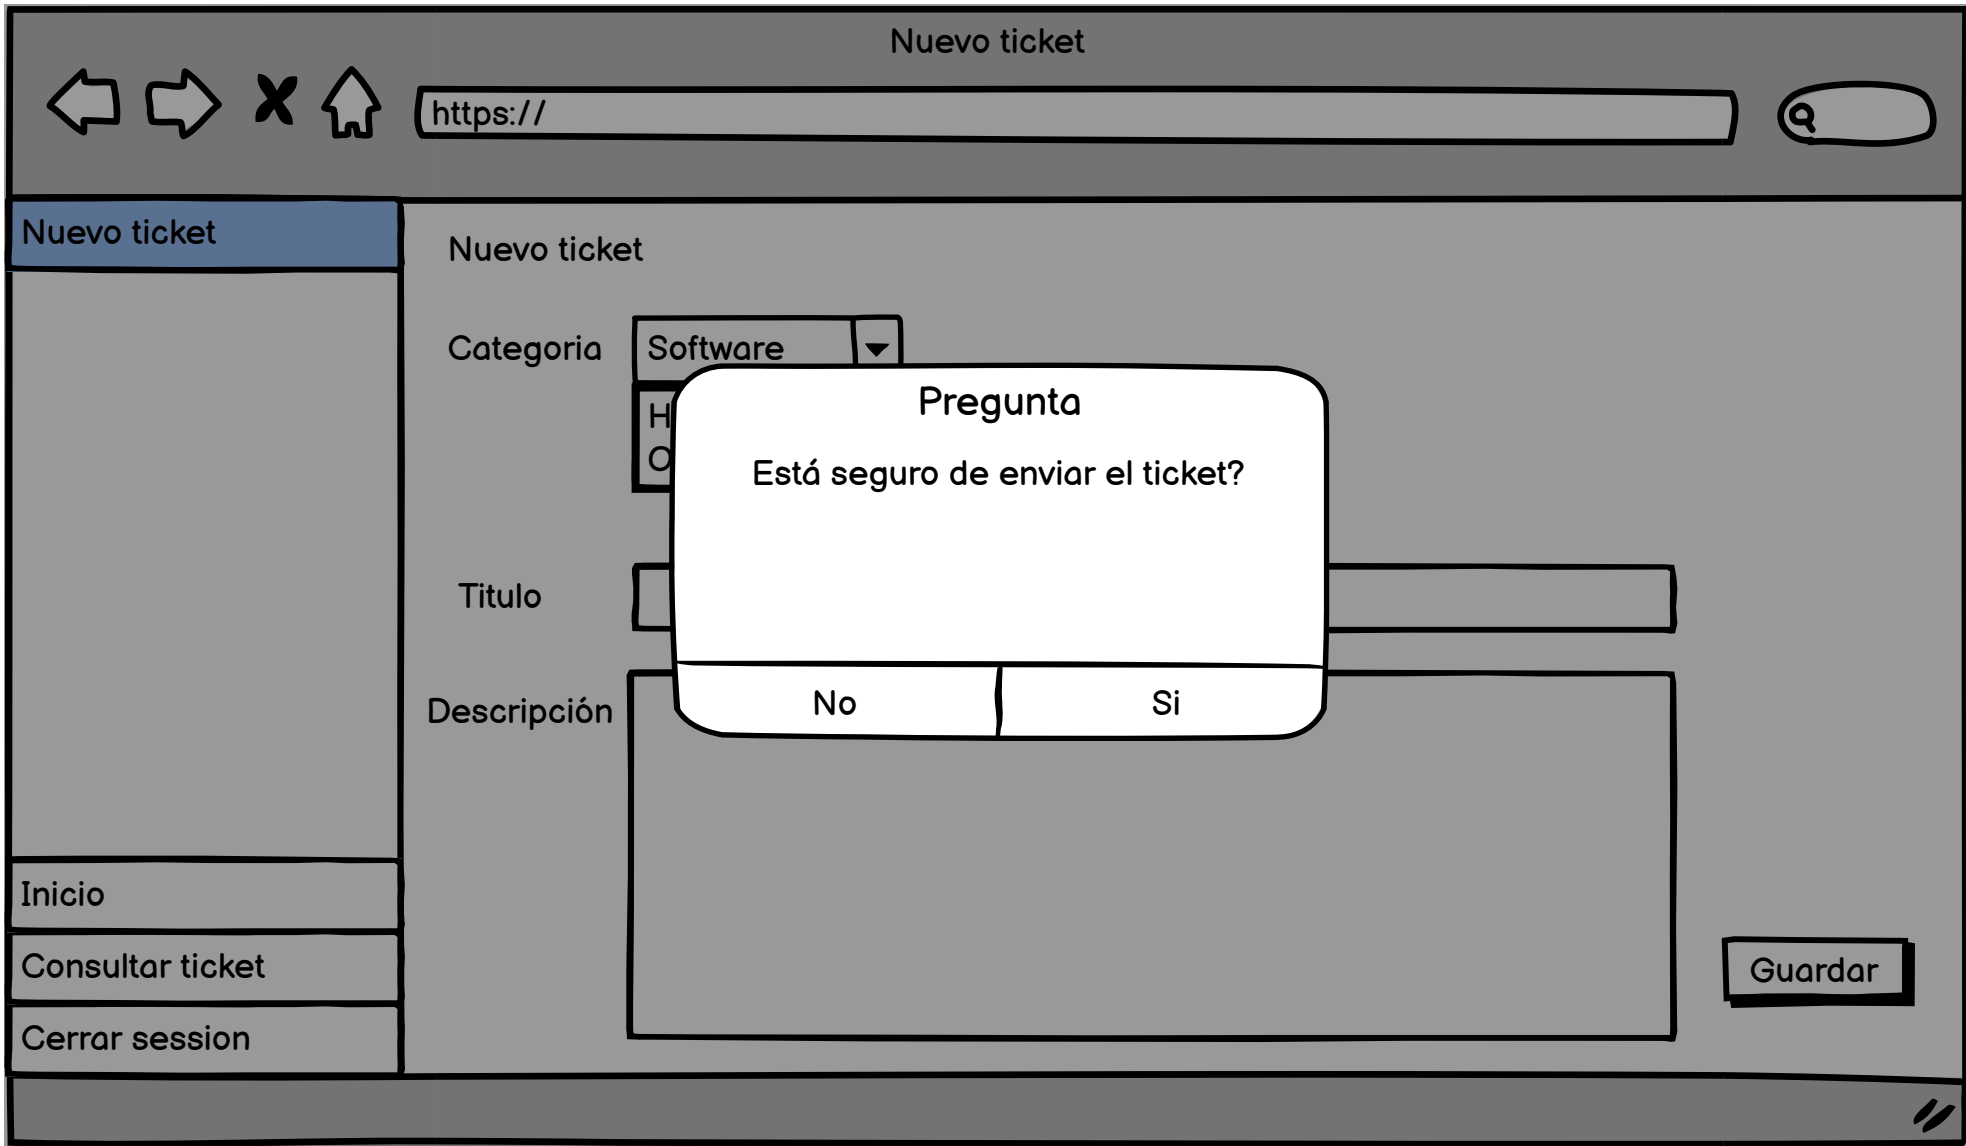 Nuevo ticket
https://
Nuevo ticket
Nuevo ticket
Categoria
Software
Pregunta
Está seguro de enviar el ticket?
Titulo
No
Si
Descripción
Inicio
Consultar ticket
Cerrar session
Guardar